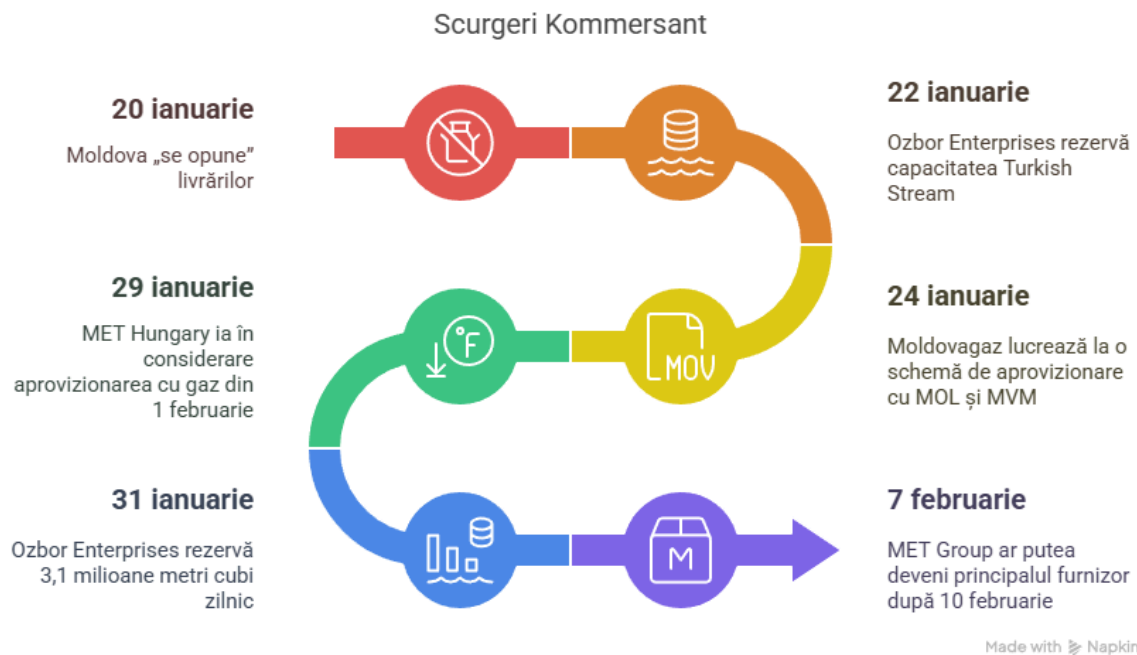 Scurgeri Kommersant
20 ianuarie
Moldova „se opune”
livrărilor
22 ianuarie
Ozbor Enterprises rezervă
capacitatea Turkish
Stream
24 ianuarie
Moldovagaz lucrează la o
schemă de aprovizionare
cu MOL și MVM
MOV
29 ianuarie
MET Hungary ia în
considerare
aprovizionarea cu gaz din
1 februarie
°F
31 ianuarie
Ozbor Enterprises rezervă
3,1 milioane metri cubi
zilnic
7 februarie
MET Group ar putea
deveni principalul furnizor
după 10 februarie
M
Made with Napkin